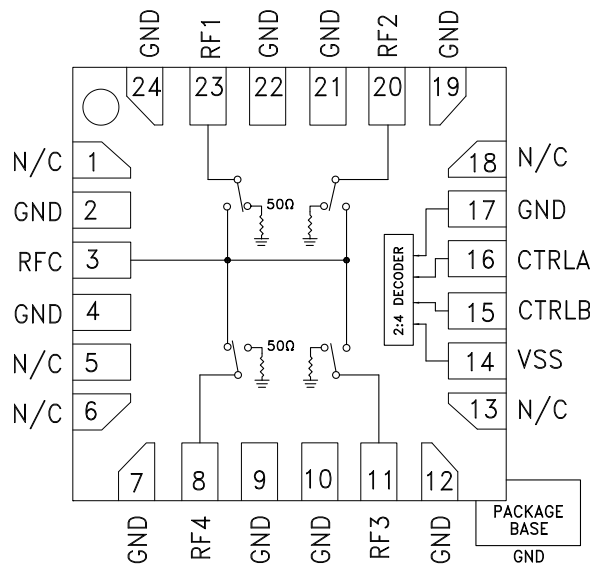 GND RF1 GND GND RF2 GND
24 23 22 21 20 19
N/C 1
GND 2
RFC 3
GND 4
N/C 5
N/C 6
50Ω
50Ω
2:4 DECODER
18 N/C
17 GND
16 CTRLA
15 CTRLB
14 VSS
13 N/C
7 8 9 10 11 12
GND RF4 GND GND RF3 GND
PACKAGE
BASE
GND